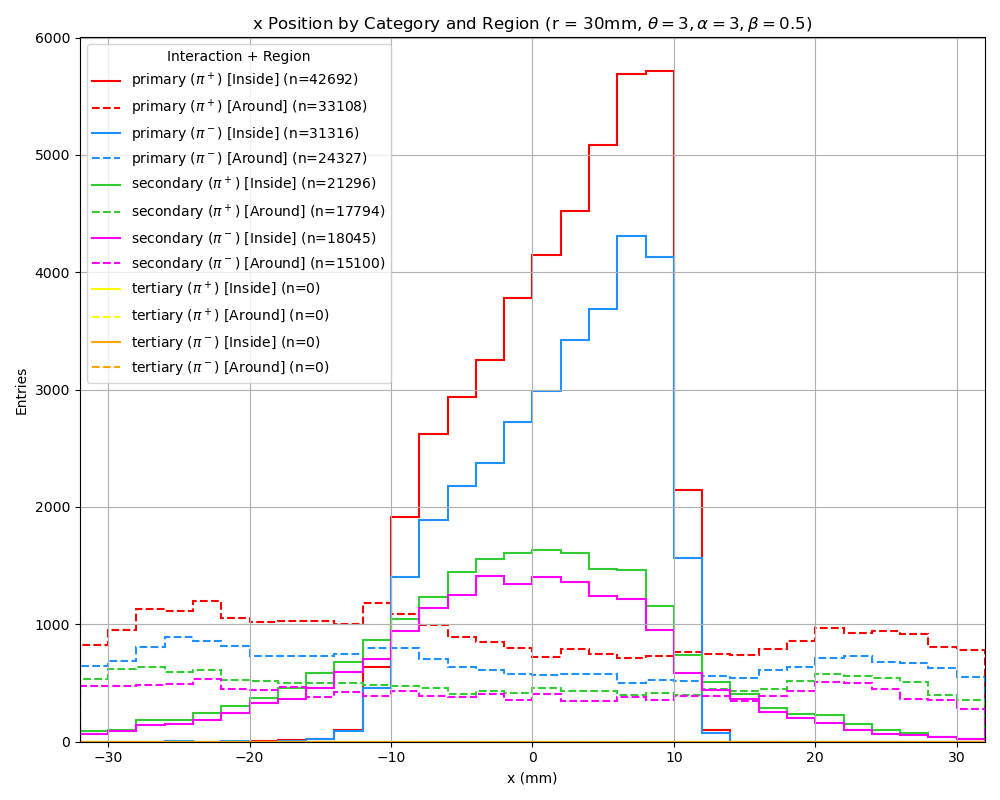 x Position by Category and Region (r = 30mm, θ = 3, α = 3, β = 0.5)
Interaction + Region
primary (π⁺) [Inside] (n=42692)
primary (π⁺) [Around] (n=33108)
primary (π⁻) [Inside] (n=31316)
primary (π⁻) [Around] (n=24327)
secondary (π⁺) [Inside] (n=21296)
secondary (π⁺) [Around] (n=17794)
secondary (π⁻) [Inside] (n=18045)
secondary (π⁻) [Around] (n=15100)
tertiary (π⁺) [Inside] (n=0)
tertiary (π⁺) [Around] (n=0)
tertiary (π⁻) [Inside] (n=0)
tertiary (π⁻) [Around] (n=0)
Entries
6000
5000
4000
3000
2000
1000
0
−30 −20 −10 0 10 20 30
x (mm)